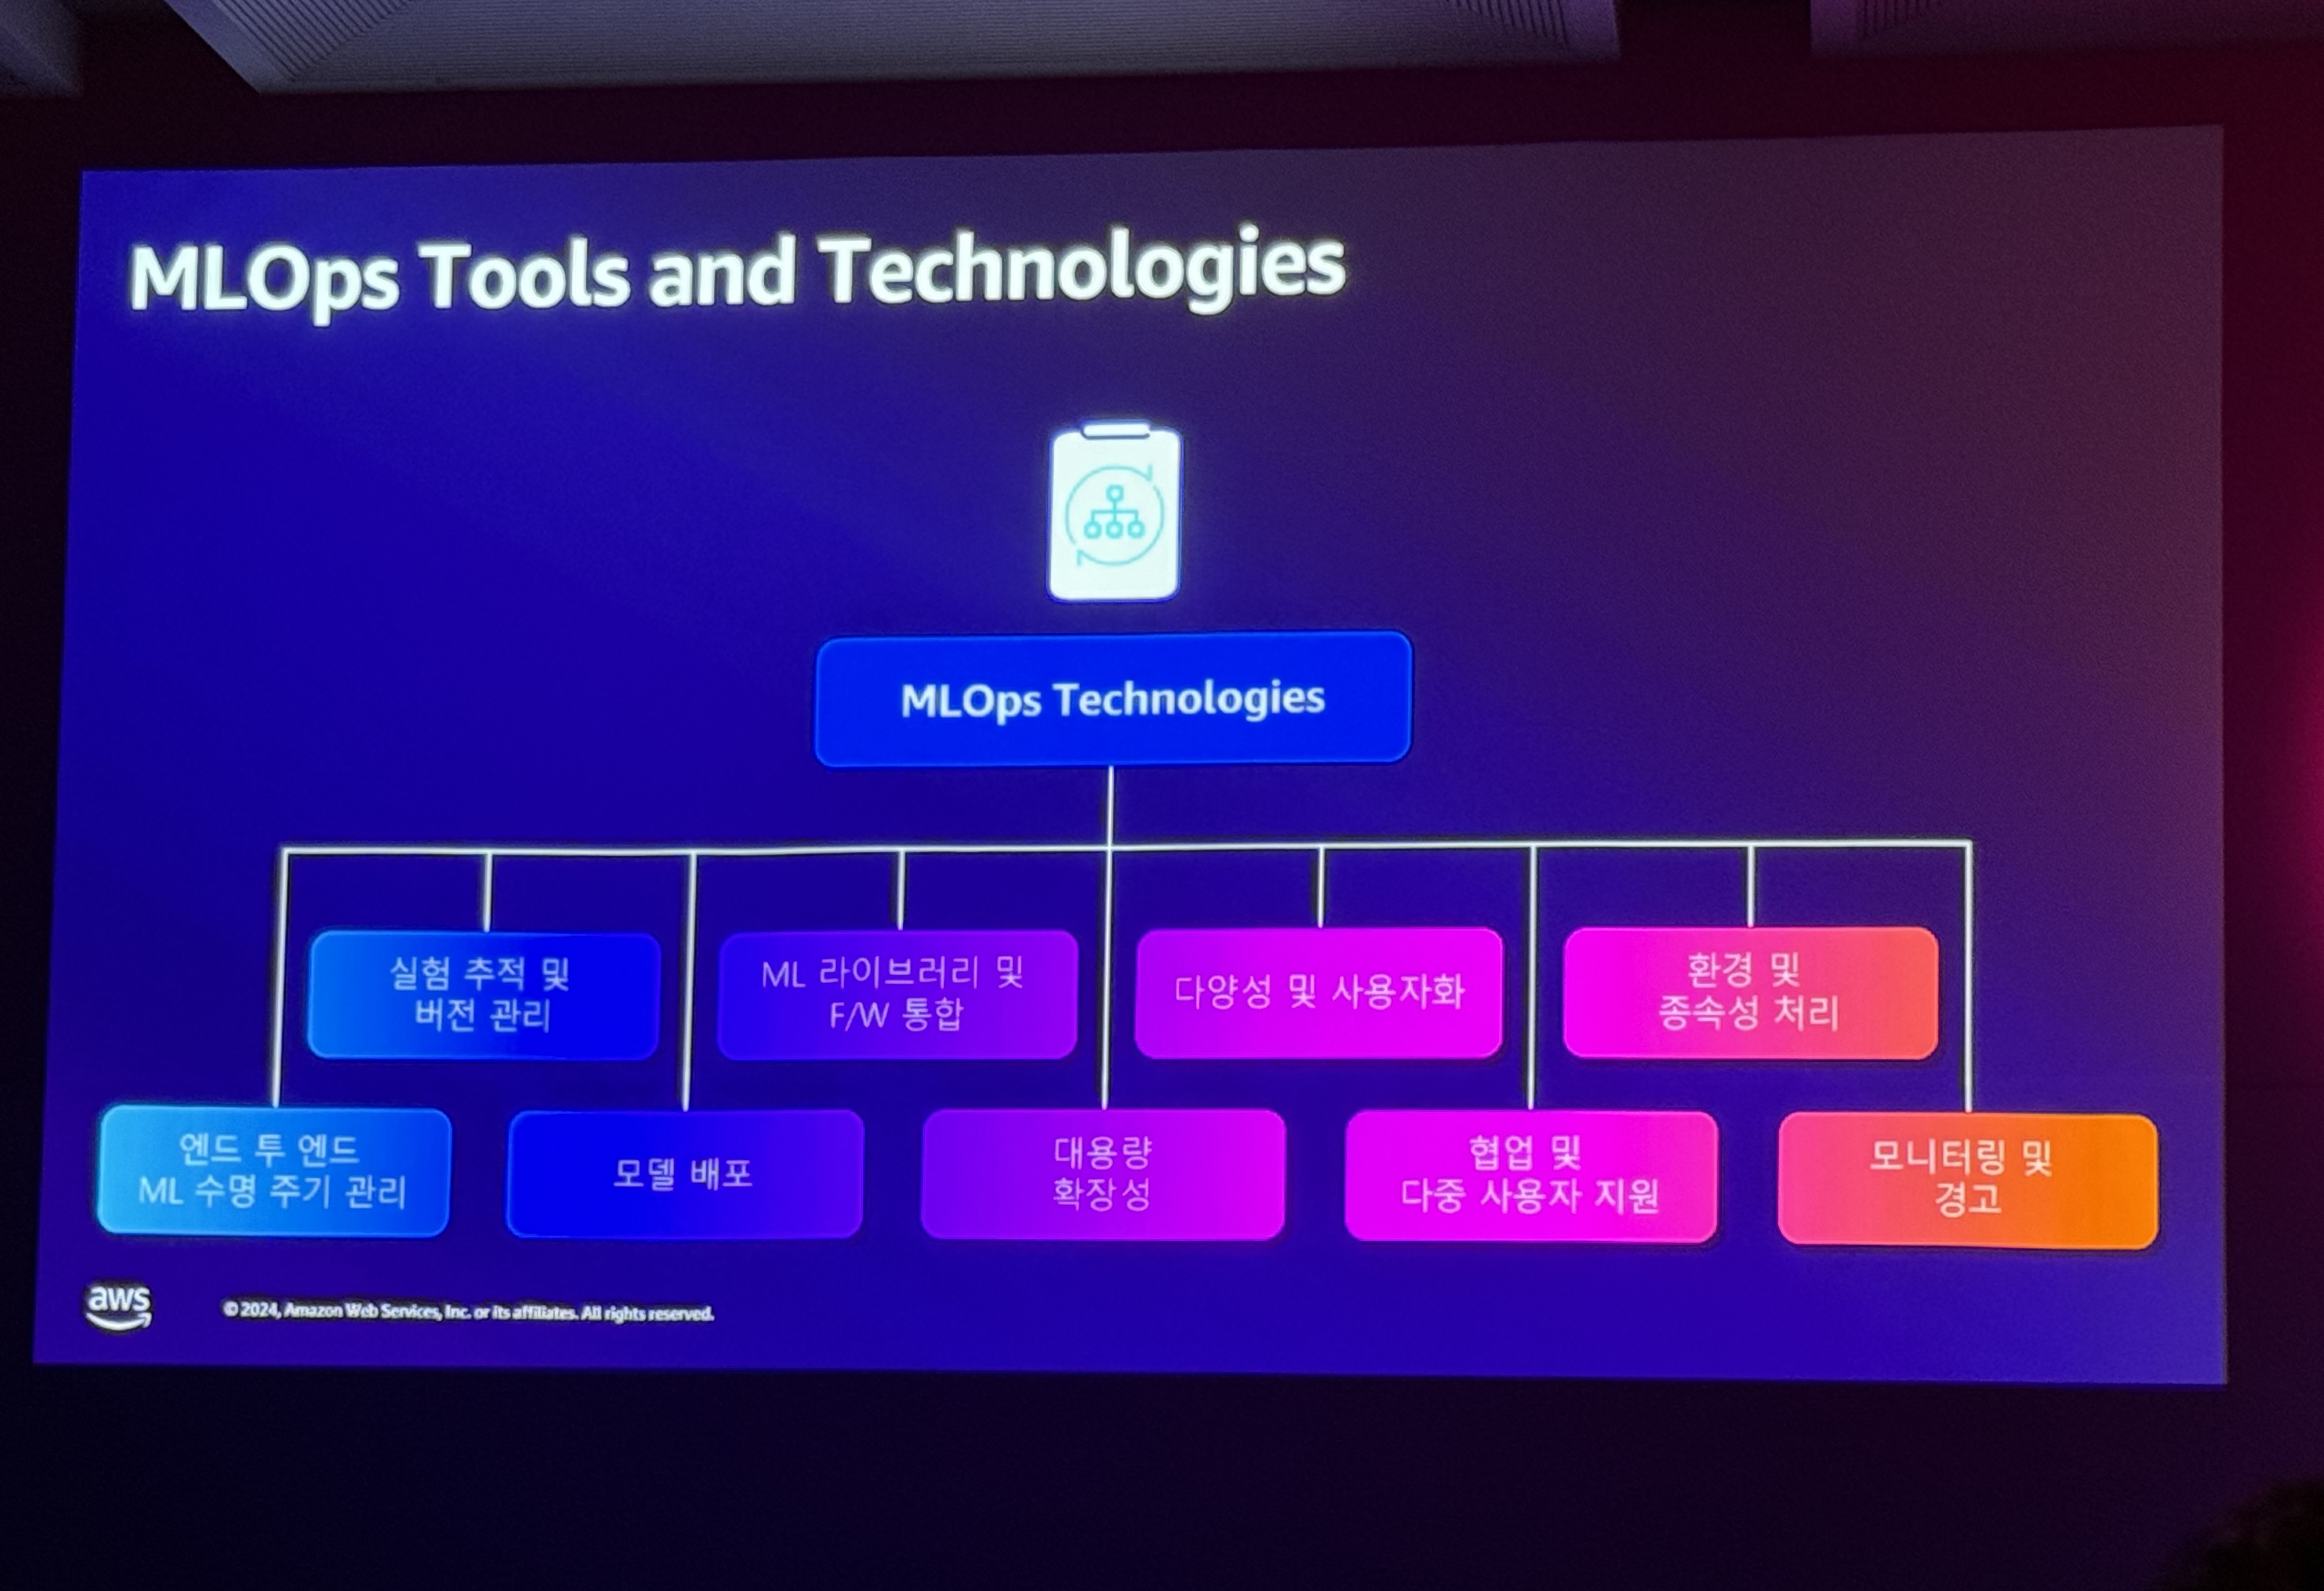 MLOps Tools and Technologies
MLOps Technologies
실험 추적 및
버전 관리
ML 라이브러리 및
F/W 통합
다양성 및 사용자화
환경 및
종속성 처리
엔드 투 엔드
ML 수명 주기 관리
모델 배포
대용량
확장성
협업 및
다중 사용자 지원
모니터링 및
경고
aws
© 2024, Amazon Web Services, Inc. or its affiliates. All rights reserved.